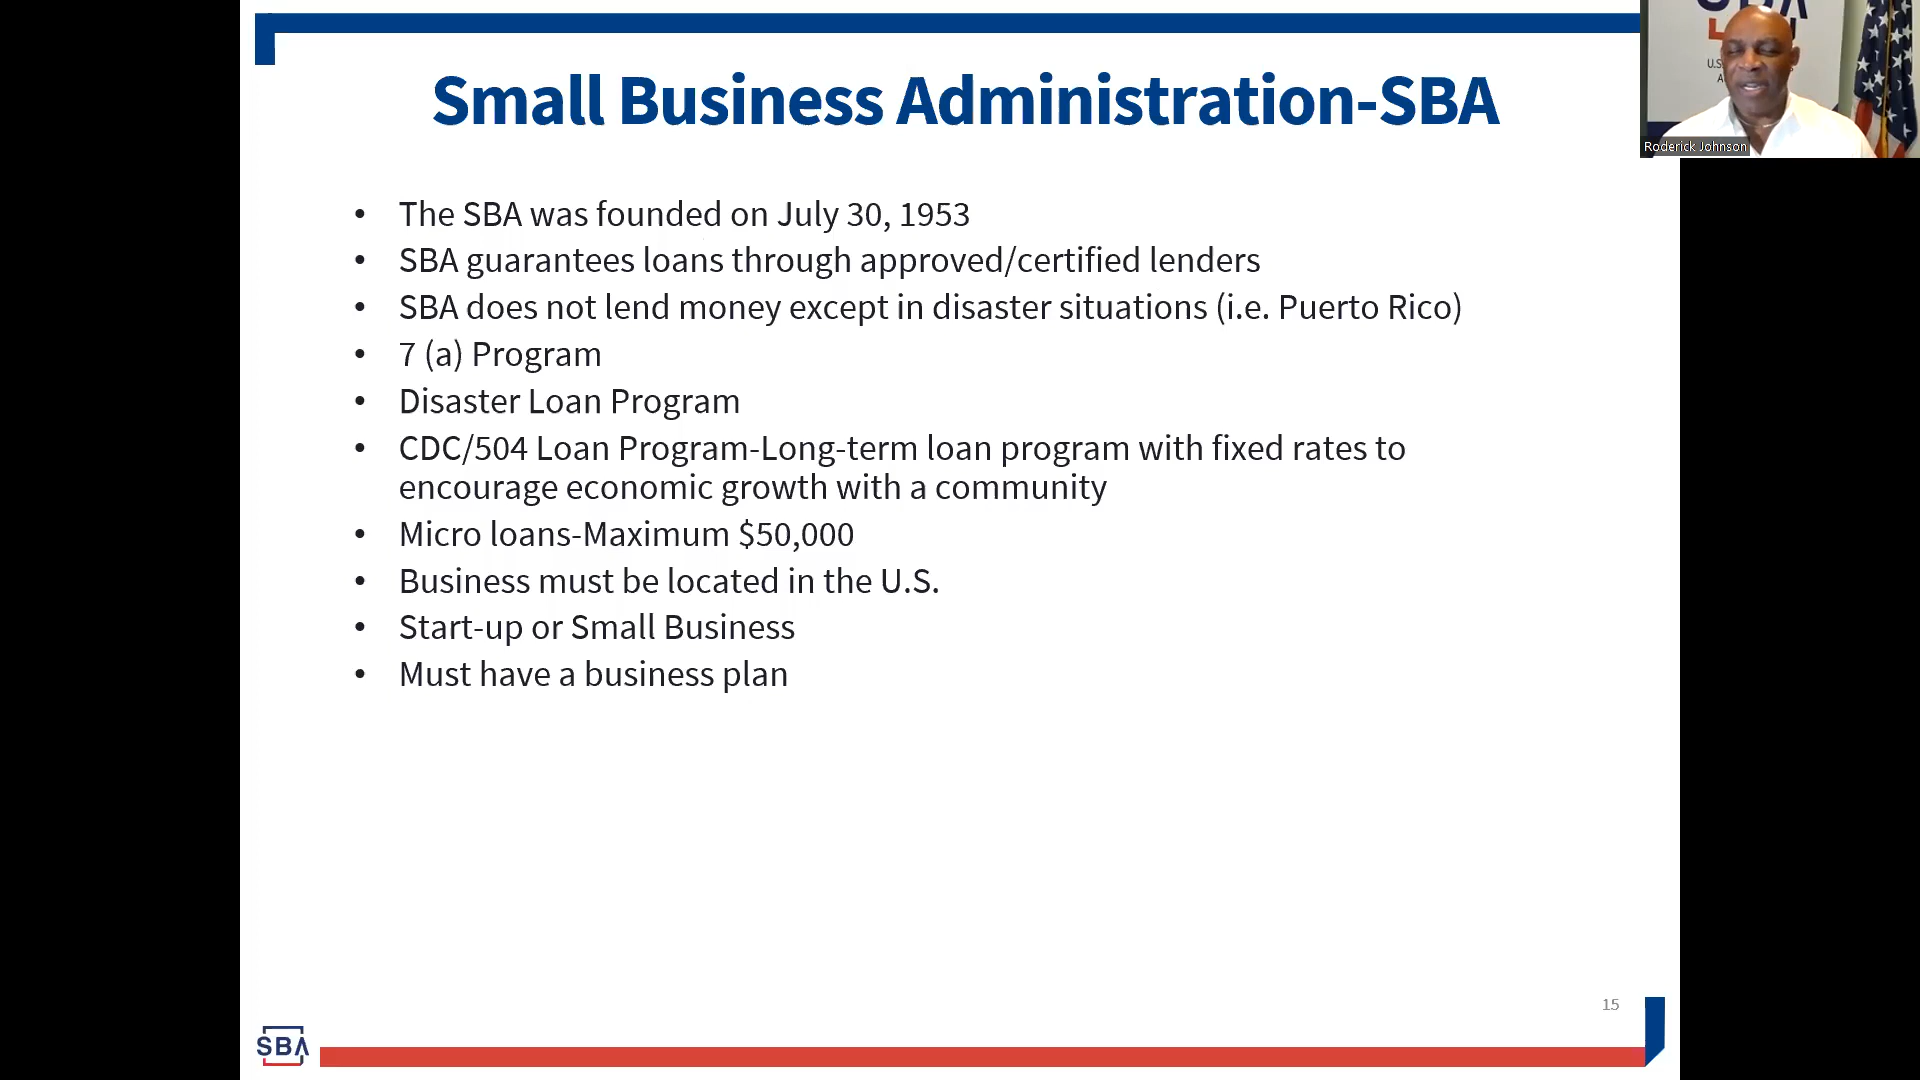 Small Business Administration-SBA
• The SBA was founded on July 30, 1953
• SBA guarantees loans through approved/certified lenders
• SBA does not lend money except in disaster situations (i.e. Puerto Rico)
• 7 (a) Program
• Disaster Loan Program
• CDC/504 Loan Program-Long-term loan program with fixed rates to
encourage economic growth with a community
• Micro loans-Maximum $50,000
• Business must be located in the U.S.
• Start-up or Small Business
• Must have a business plan
15
SBA
SBA
Roderick Johnson